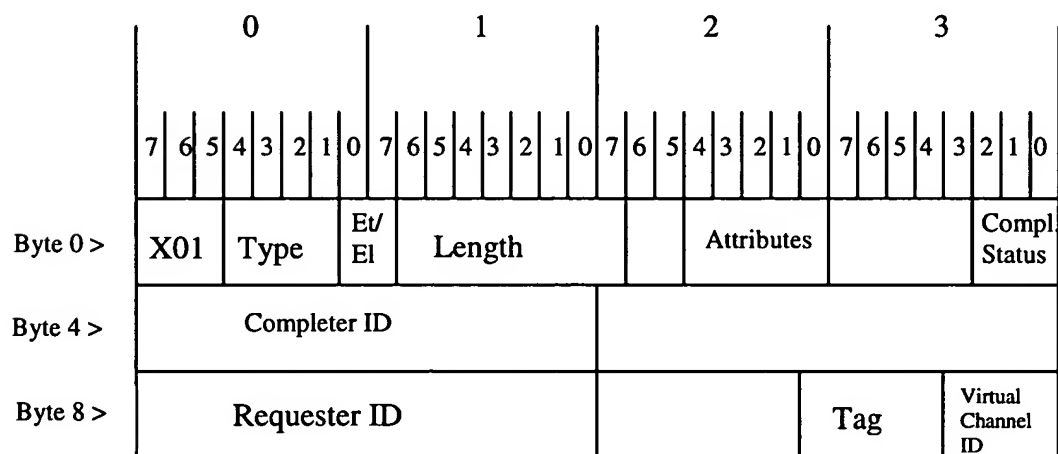 0 1 2 3
7 6 5 4 3 2 1 0 7 6 5 4 3 2 1 0 7 6 5 4 3 2 1 0 7 6 5 4 3 2 1 0
Byte 0 > X01 Type Et/ El Length Attributes Compl. Status
Byte 4 > Completer ID
Byte 8 > Requester ID Tag Virtual Channel ID